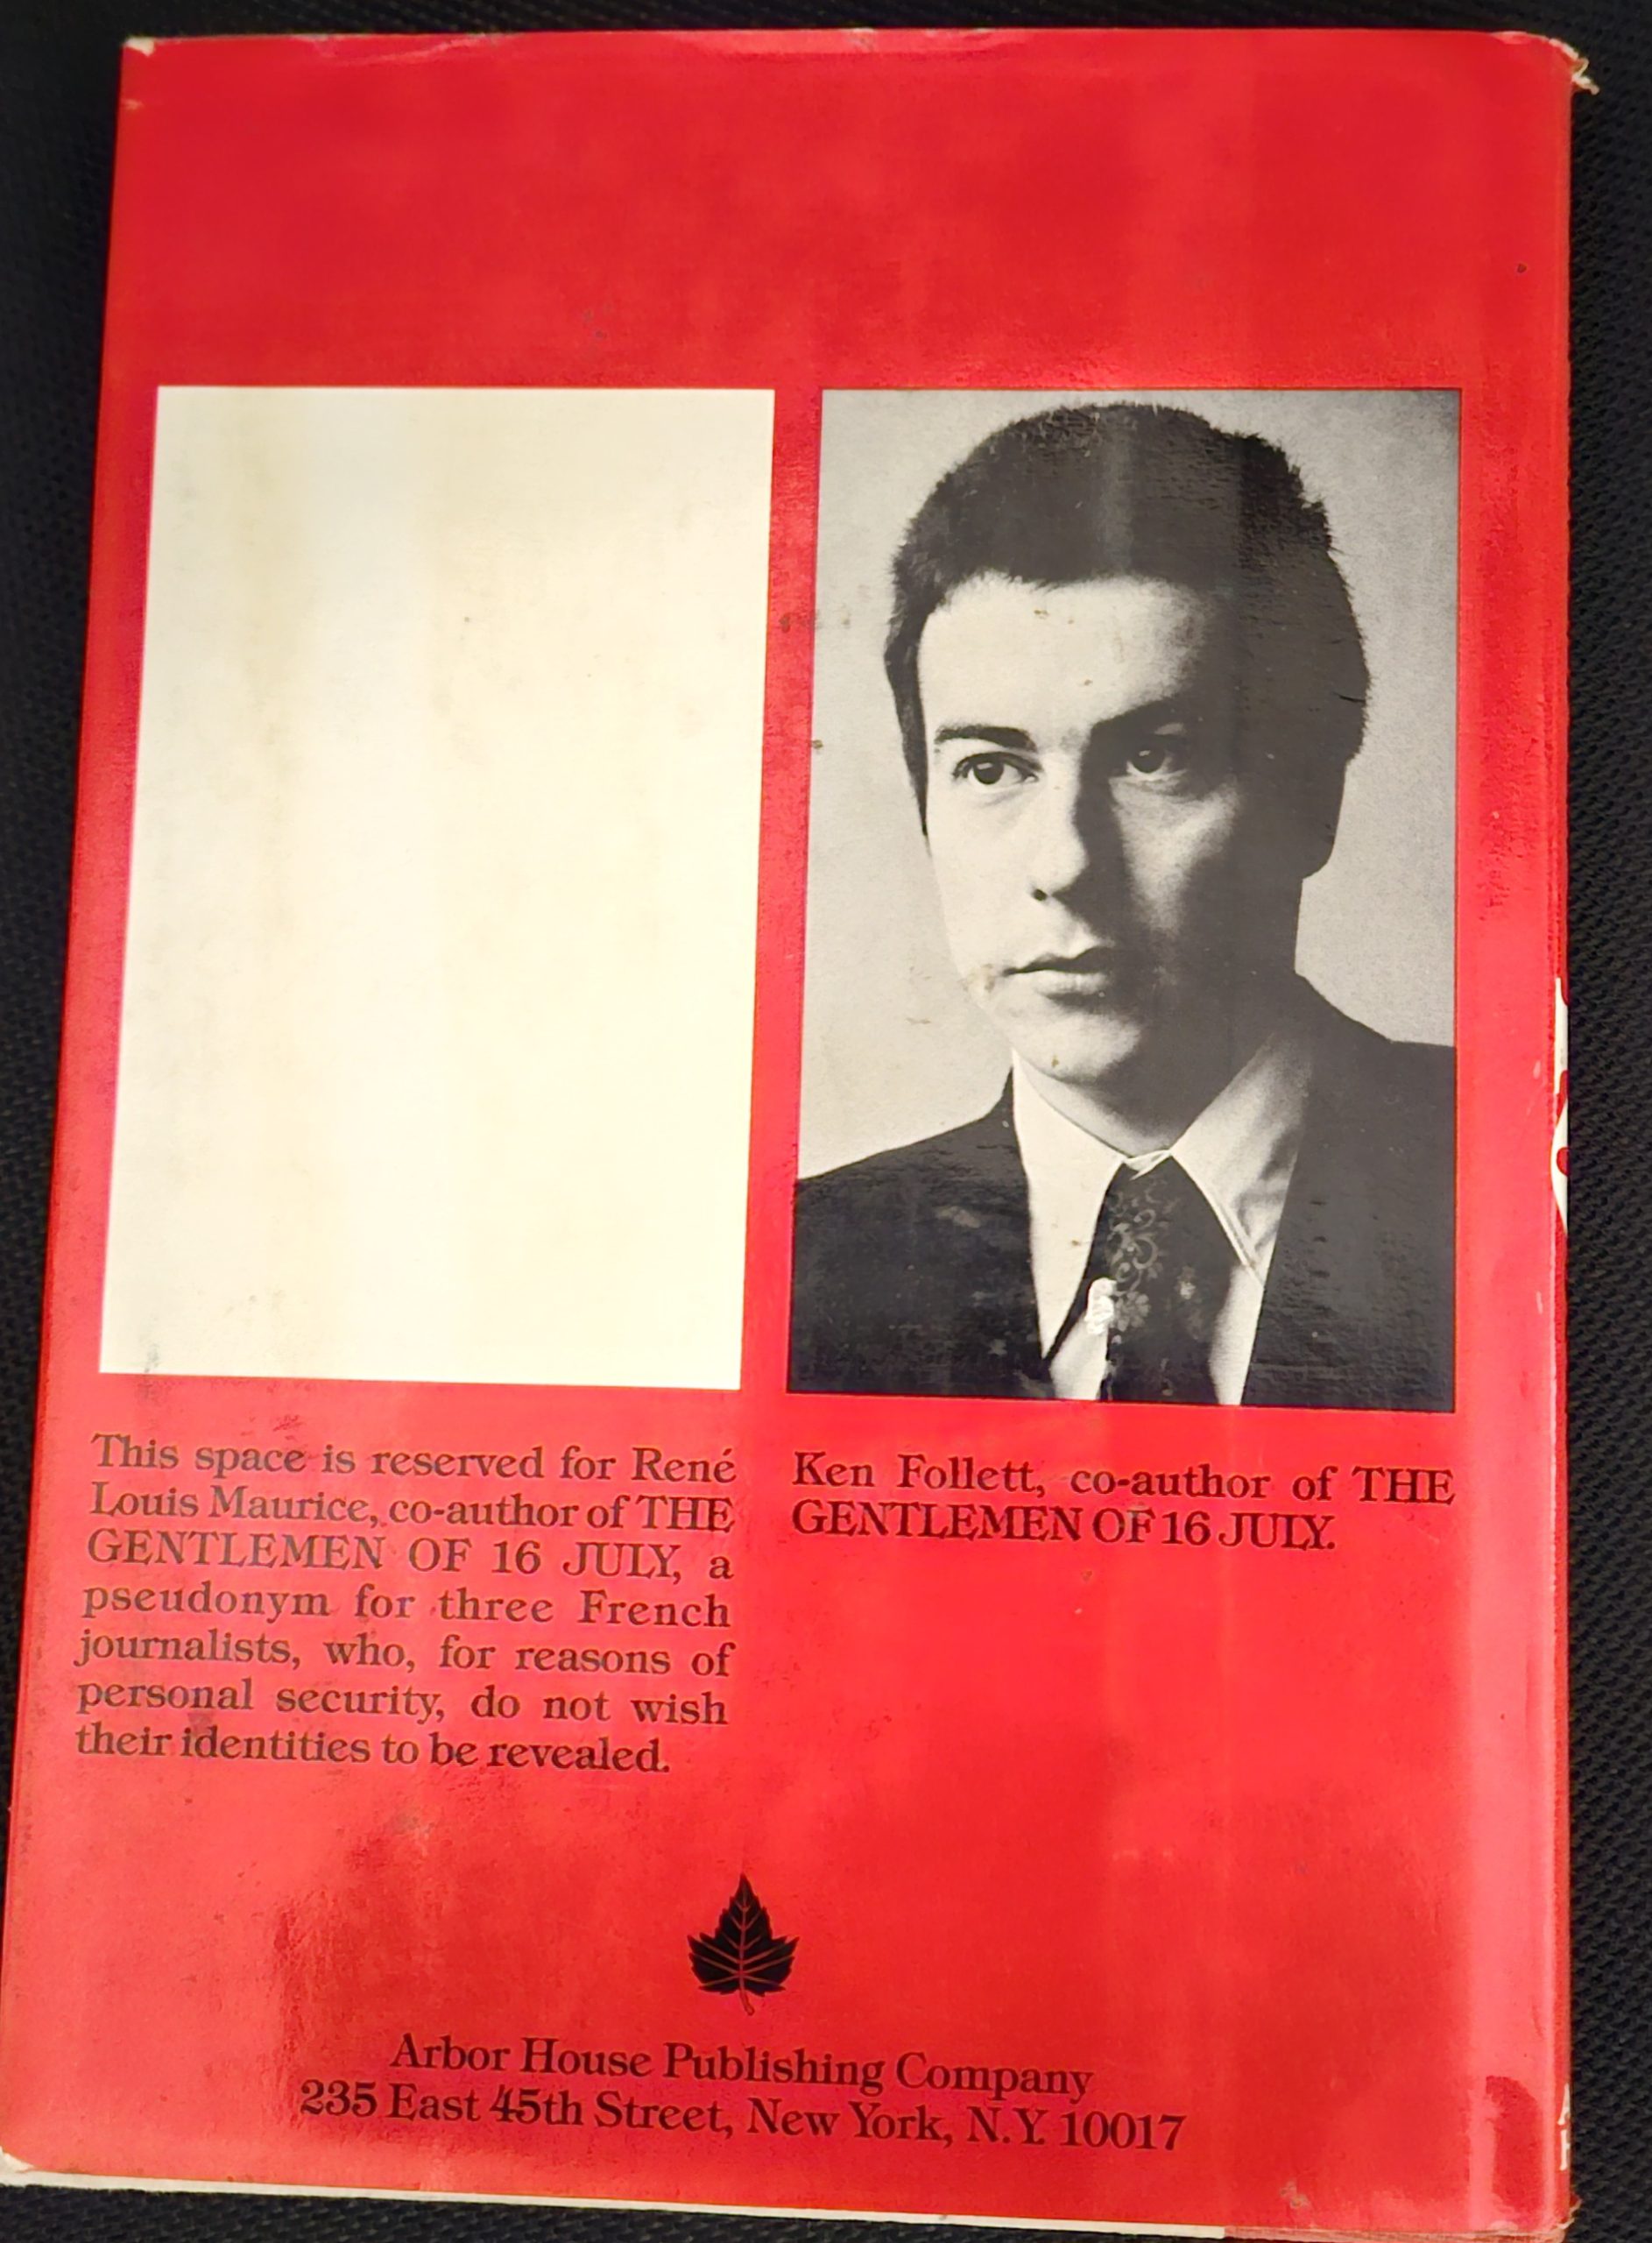 This space is reserved for René
Louis Maurice, co-author of THE
GENTLEMEN OF 16 JULY, a
pseudonym for three French
journalists, who, for reasons of
personal security, do not wish
their identities to be revealed.
Ken Follett, co-author of THE
GENTLEMEN OF 16 JULY.
Arbor House Publishing Company
235 East 45th Street, New York, N.Y. 10017